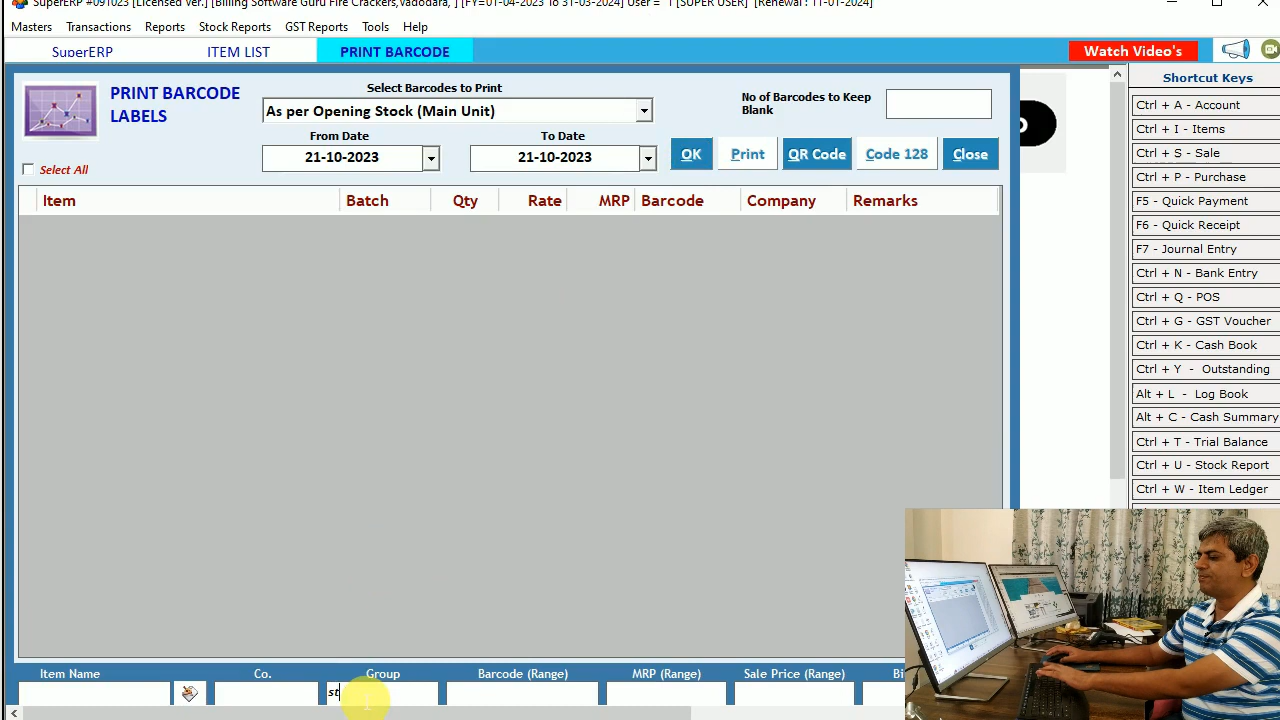 SuperERP #091023 [Licensed Ver.] [Billing Software Guru Fire Crackers,Vadodara, ] [FY=01-04-2023 To 31-03-2024] User = 1 [SUPER USER] [Renewal : 11-01-2024]
Masters Transactions Reports Stock Reports GST Reports Tools Help
SuperERP ITEM LIST PRINT BARCODE Watch Video's
PRINT BARCODE LABELS
Select Barcodes to Print
As per Opening Stock (Main Unit)
No of Barcodes to Keep Blank
From Date To Date
21-10-2023 21-10-2023
OK Print QR Code Code 128 Close
Select All
Item Batch Qty Rate MRP Barcode Company Remarks
Shortcut Keys
Ctrl + A - Account
Ctrl + I - Items
Ctrl + S - Sale
Ctrl + P - Purchase
F5 - Quick Payment
F6 - Quick Receipt
F7 - Journal Entry
Ctrl + N - Bank Entry
Ctrl + Q - POS
Ctrl + G - GST Voucher
Ctrl + K - Cash Book
Ctrl + Y - Outstanding
Alt + L - Log Book
Alt + C - Cash Summary
Ctrl + T - Trial Balance
Ctrl + U - Stock Report
Ctrl + W - Item Ledger
Item Name Co. Group Barcode (Range) MRP (Range) Sale Price (Range)
st